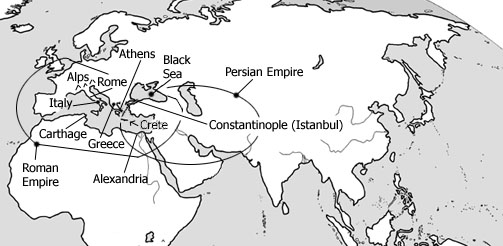 Athens
Black
Sea
Alps
Rome
Persian Empire
Italy
Crete
Constantinople (Istanbul)
Carthage
Greece
Roman
Empire
Alexandria